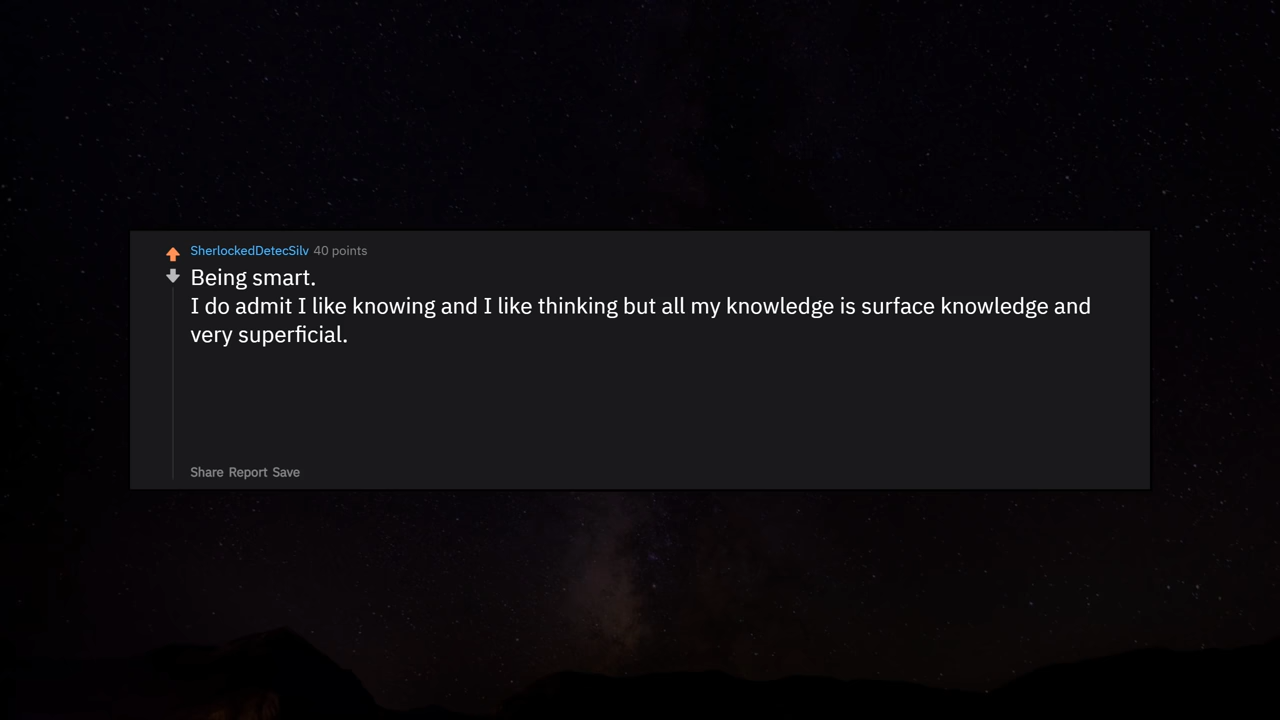 SherlockedDetecSilv 40 points
Being smart.
I do admit I like knowing and I like thinking but all my knowledge is surface knowledge and
very superficial.
Share Report Save